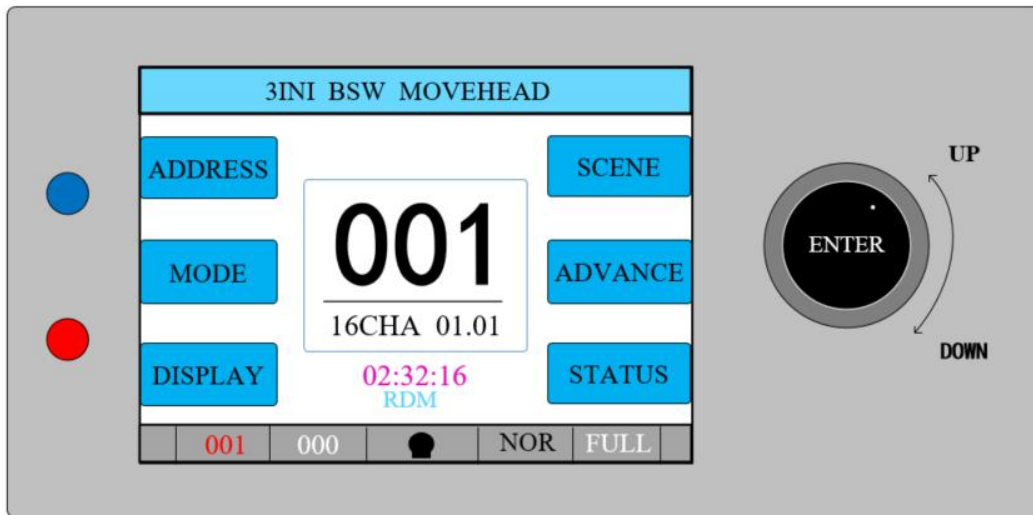 3INI BSW MOVEHEAD
ADDRESS
SCENE
UP
001
MODE
ADVANCE
ENTER
16CHA 01.01
DOWN
DISPLAY
02:32:16
STATUS
RDM
001 000 NOR FULL